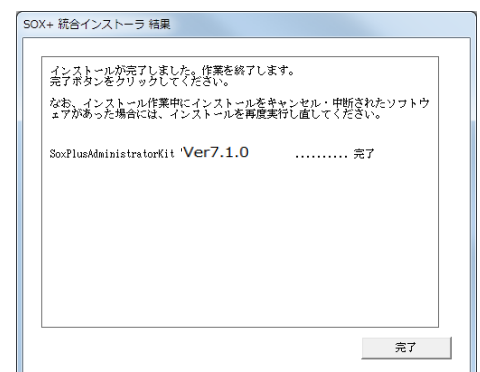 SOX+ 統合インストーラ 結果
インストールが完了しました。作業を終了します。
完了ボタンをクリックしてください。
なお、インストール作業中にインストールをキャンセル・中断されたソフトウ
ェアがあった場合には、インストールを再度実行し直してください。
SoxPlusAdministratorKit 'Ver7.1.0 .......... 完了
完了